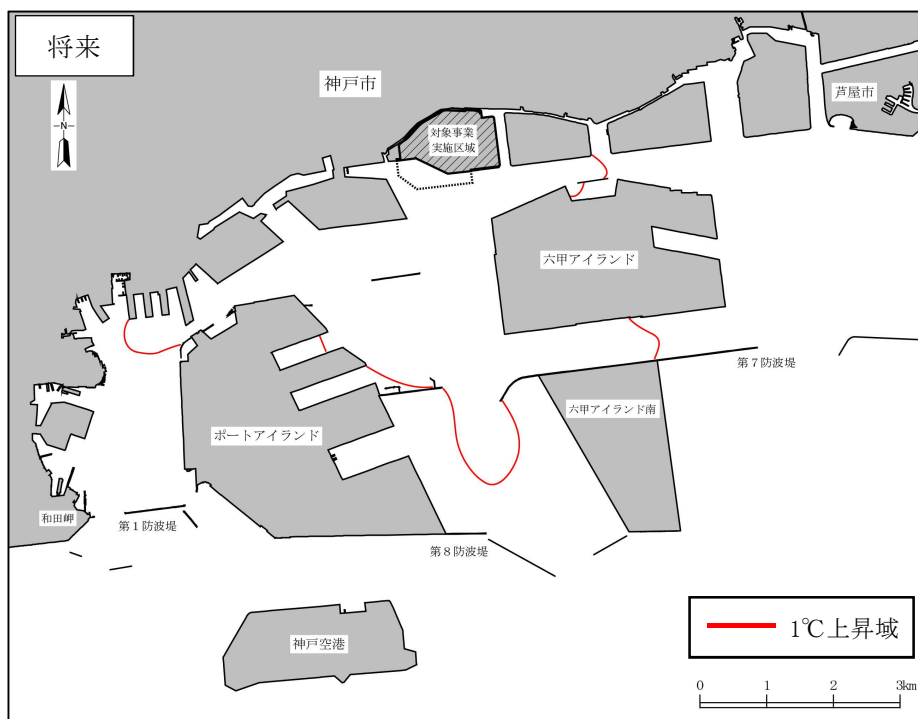 将来
N
神戸市
芦屋市
対象事業
実施区域
六甲アイランド
第7防波堤
六甲アイランド南
ポートアイランド
和田岬
第1防波堤
第8防波堤
神戸空港
1℃上昇域
0 1 2 3km